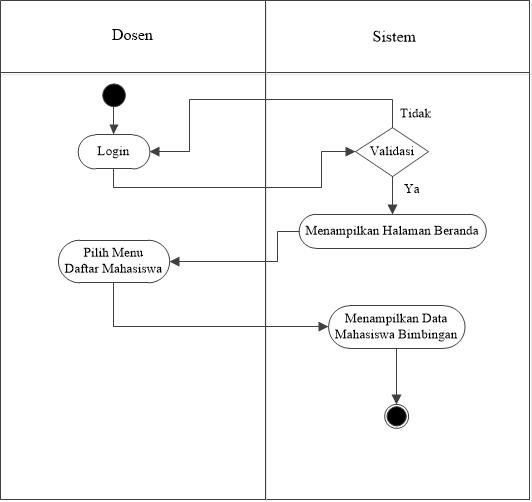 Dosen
Sistem
Tidak
Login
Validasi
Ya
Menampilkan Halaman Beranda
Pilih Menu
Daftar Mahasiswa
Menampilkan Data
Mahasiswa Bimbingan